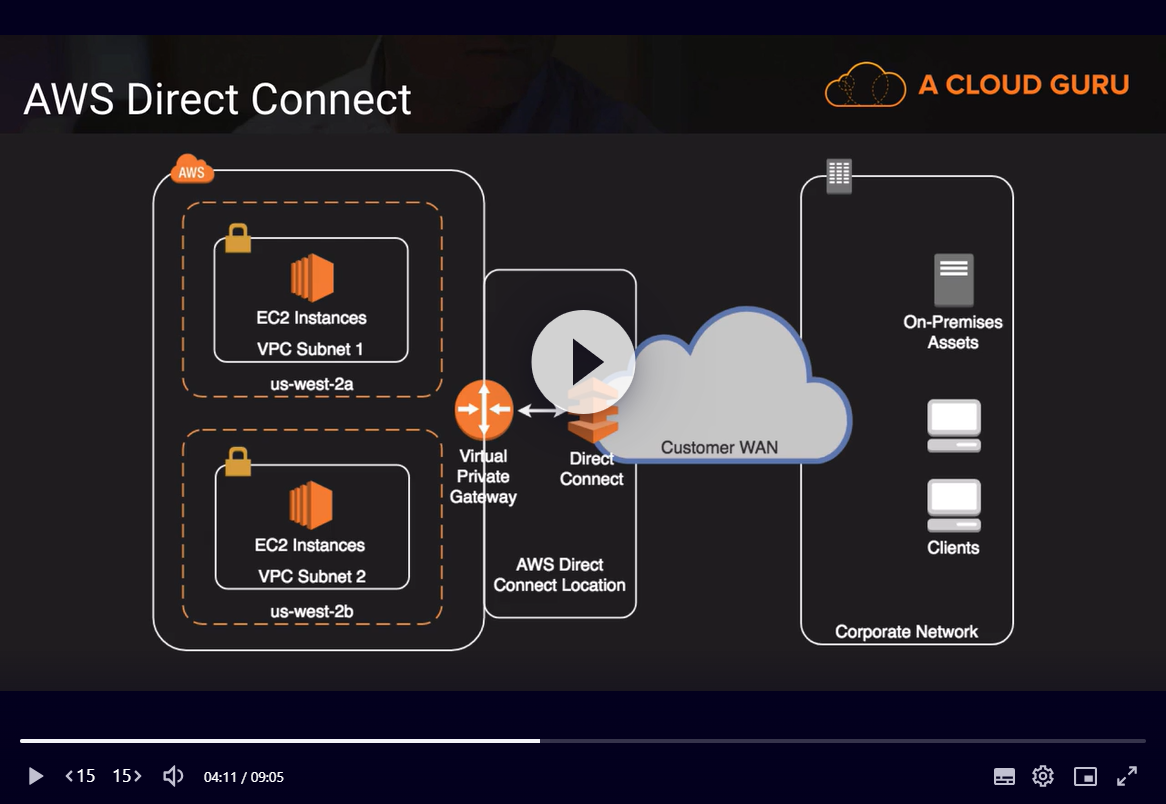 AWS Direct Connect
A CLOUD GURU
AWS
EC2 Instances
VPC Subnet 1
us-west-2a
EC2 Instances
VPC Subnet 2
us-west-2b
Virtual
Private
Gateway
Direct
Connect
AWS Direct
Connect Location
Customer WAN
On-Premises
Assets
Clients
Corporate Network
15
15
04:11 / 09:05